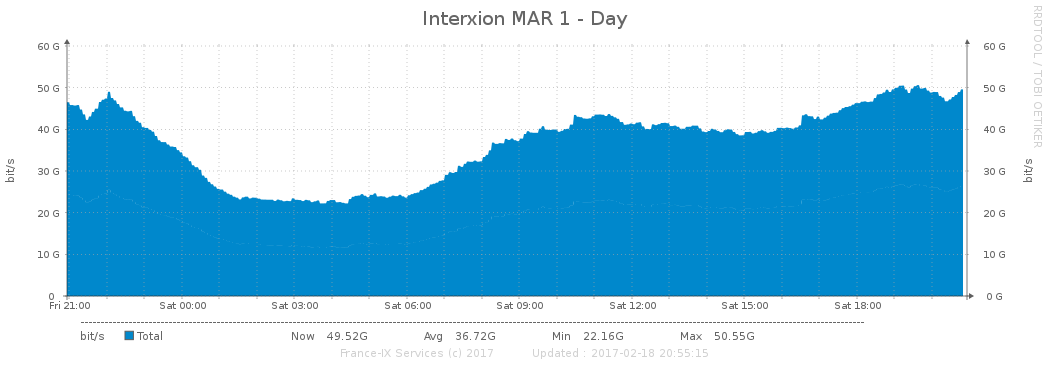 Interxion MAR 1 - Day
RRDTOOL / TOBI OETIKER
bit/s
60 G 60 G
50 G 50 G
40 G 40 G
30 G 30 G
20 G 20 G
10 G 10 G
0 0 G
bit/s
Fri 21:00 Sat 00:00 Sat 03:00 Sat 06:00 Sat 09:00 Sat 12:00 Sat 15:00 Sat 18:00
bit/s Total Now 49.52G Avg 36.72G Min 22.16G Max 50.55G
France-IX Services (c) 2017 Updated : 2017-02-18 20:55:15